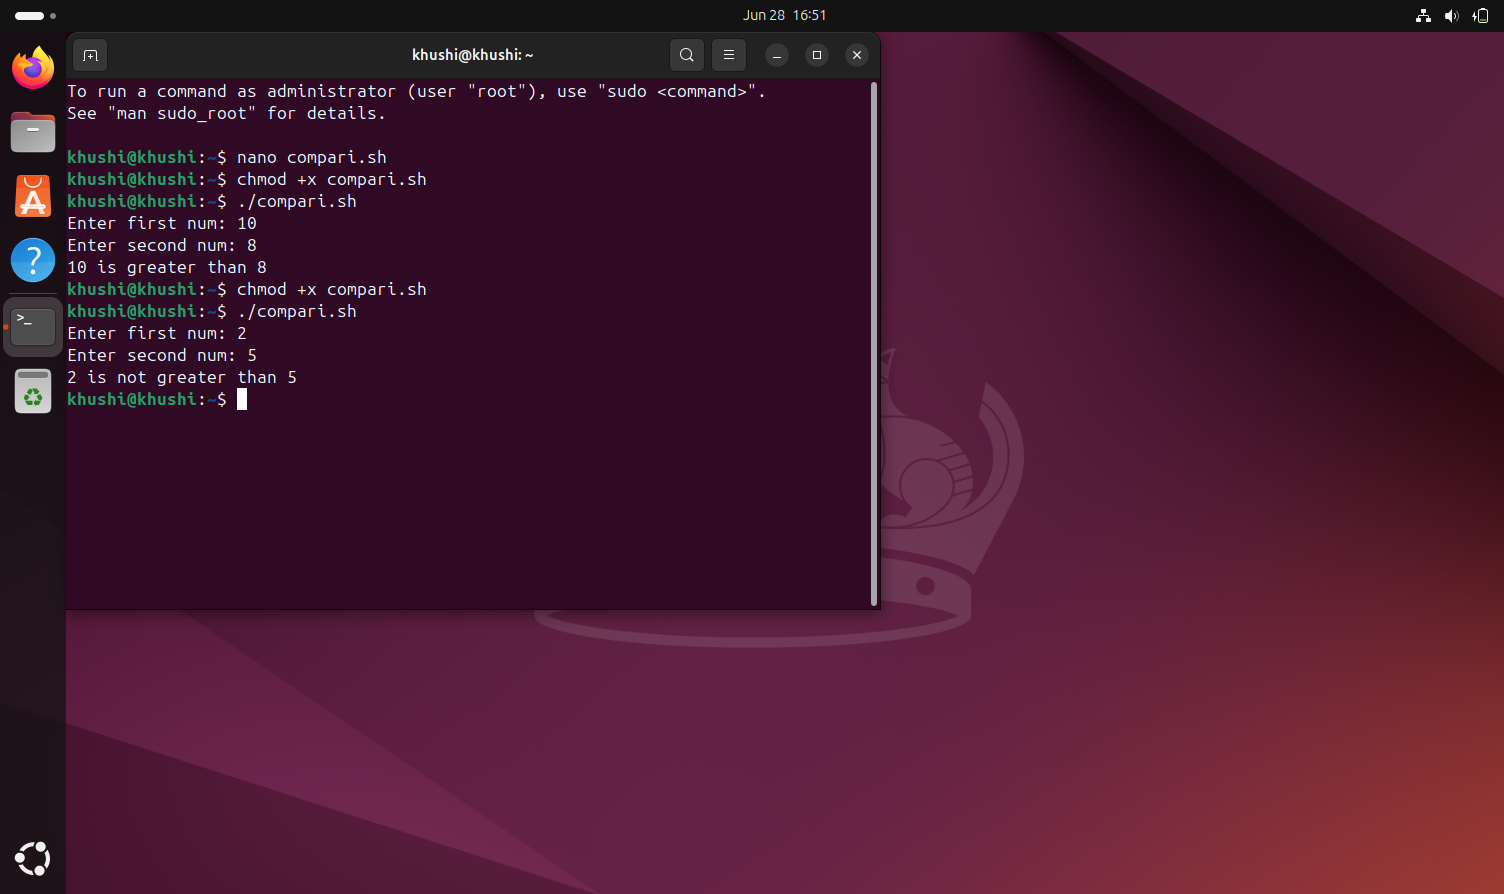 Jun 28 16:51
khushi@khushi: ~
To run a command as administrator (user "root"), use "sudo <command>".
See "man sudo_root" for details.
khushi@khushi:~$ nano compari.sh
khushi@khushi:~$ chmod +x compari.sh
khushi@khushi:~$ ./compari.sh
Enter first num: 10
Enter second num: 8
10 is greater than 8
khushi@khushi:~$ chmod +x compari.sh
khushi@khushi:~$ ./compari.sh
Enter first num: 2
Enter second num: 5
2 is not greater than 5
khushi@khushi:~$